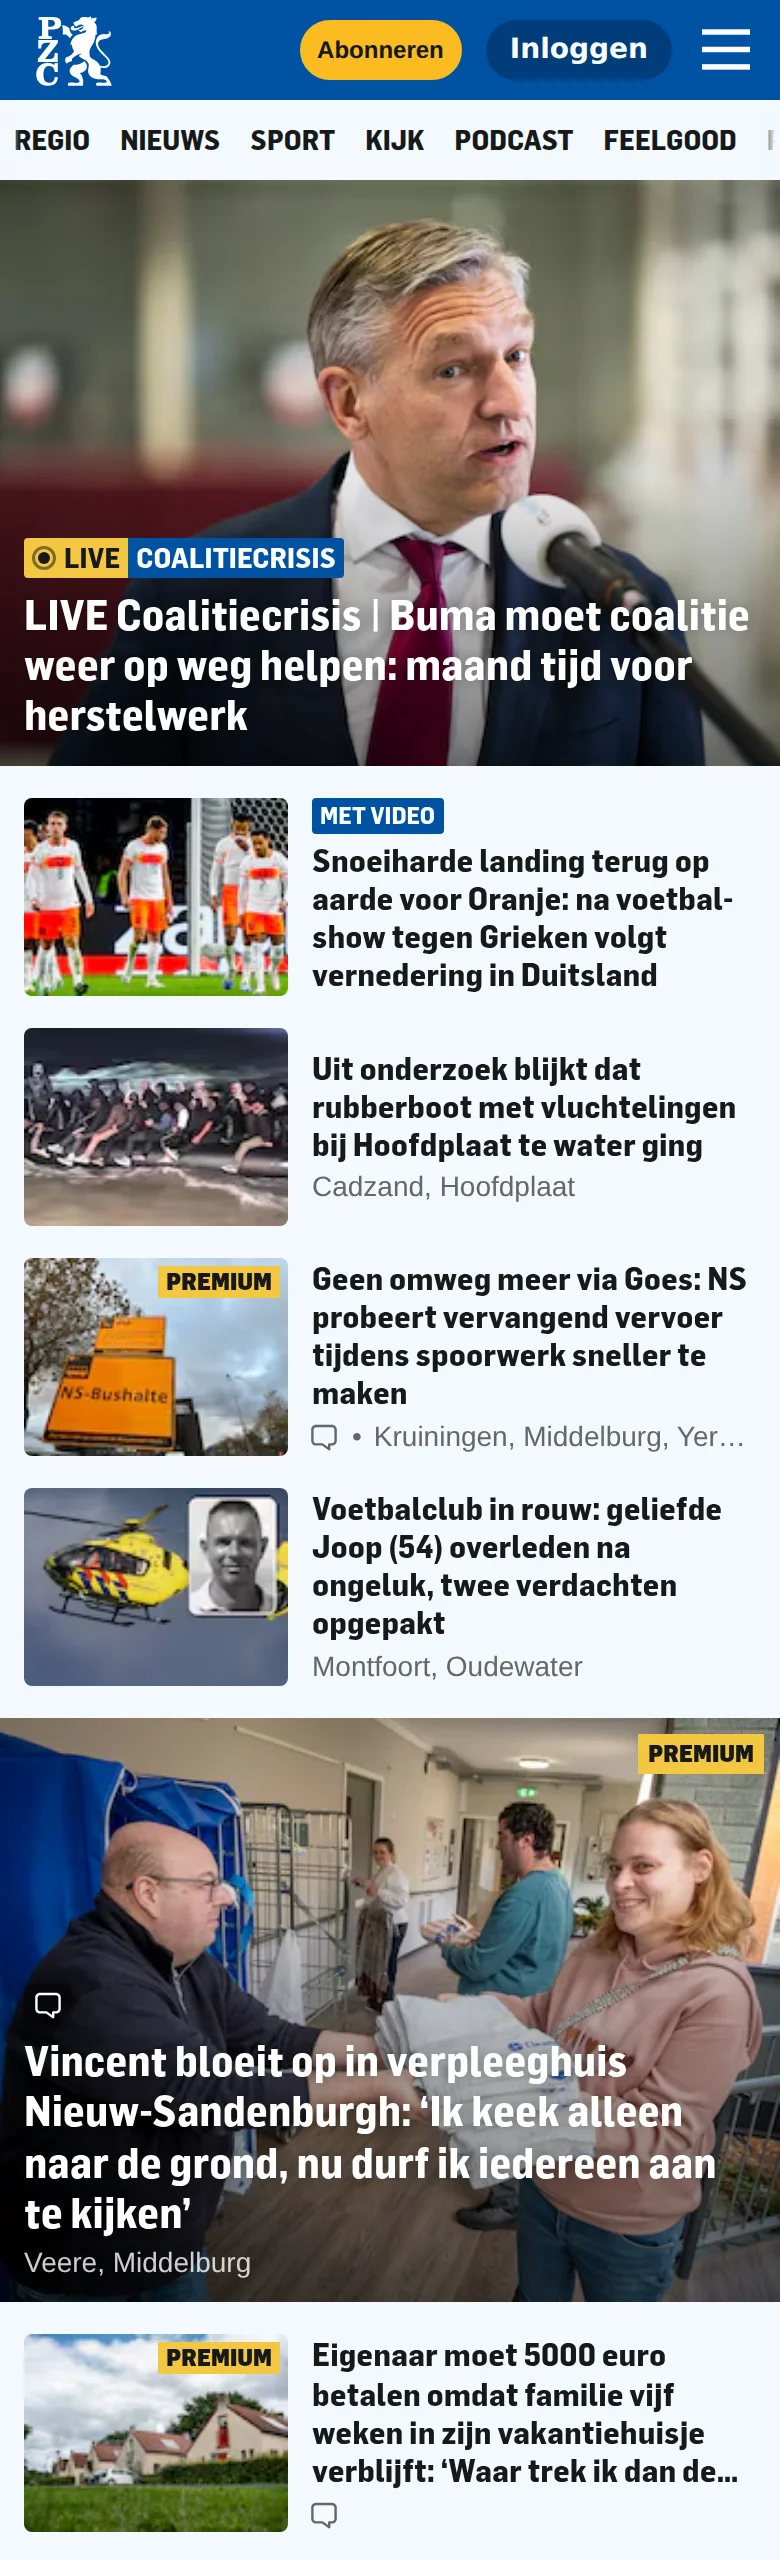 PZC
Abonneren
Inloggen
REGIO NIEUWS SPORT KIJK PODCAST FEELGOOD
LIVE COALITIECRISIS
LIVE Coalitiecrisis | Buma moet coalitie
weer op weg helpen: maand tijd voor
herstelwerk
MET VIDEO
Snoeiharde landing terug op
aarde voor Oranje: na voetbal-
show tegen Grieken volgt
vernedering in Duitsland
Uit onderzoek blijkt dat
rubberboot met vluchtelingen
bij Hoofdplaat te water ging
Cadzand, Hoofdplaat
PREMIUM
NS-Bushalte
Geen omweg meer via Goes: NS
probeert vervangend vervoer
tijdens spoorwerk sneller te
maken
• Kruiningen, Middelburg, Yer...
Voetbalclub in rouw: geliefde
Joop (54) overleden na
ongeluk, twee verdachten
opgepakt
Montfoort, Oudewater
PREMIUM
Vincent bloeit op in verpleeghuis
Nieuw-Sandenburgh: ‘Ik keek alleen
naar de grond, nu durf ik iedereen aan
te kijken’
Veere, Middelburg
PREMIUM
Eigenaar moet 5000 euro
betalen omdat familie vijf
weken in zijn vakantiehuisje
verblijft: ‘Waar trek ik dan de...